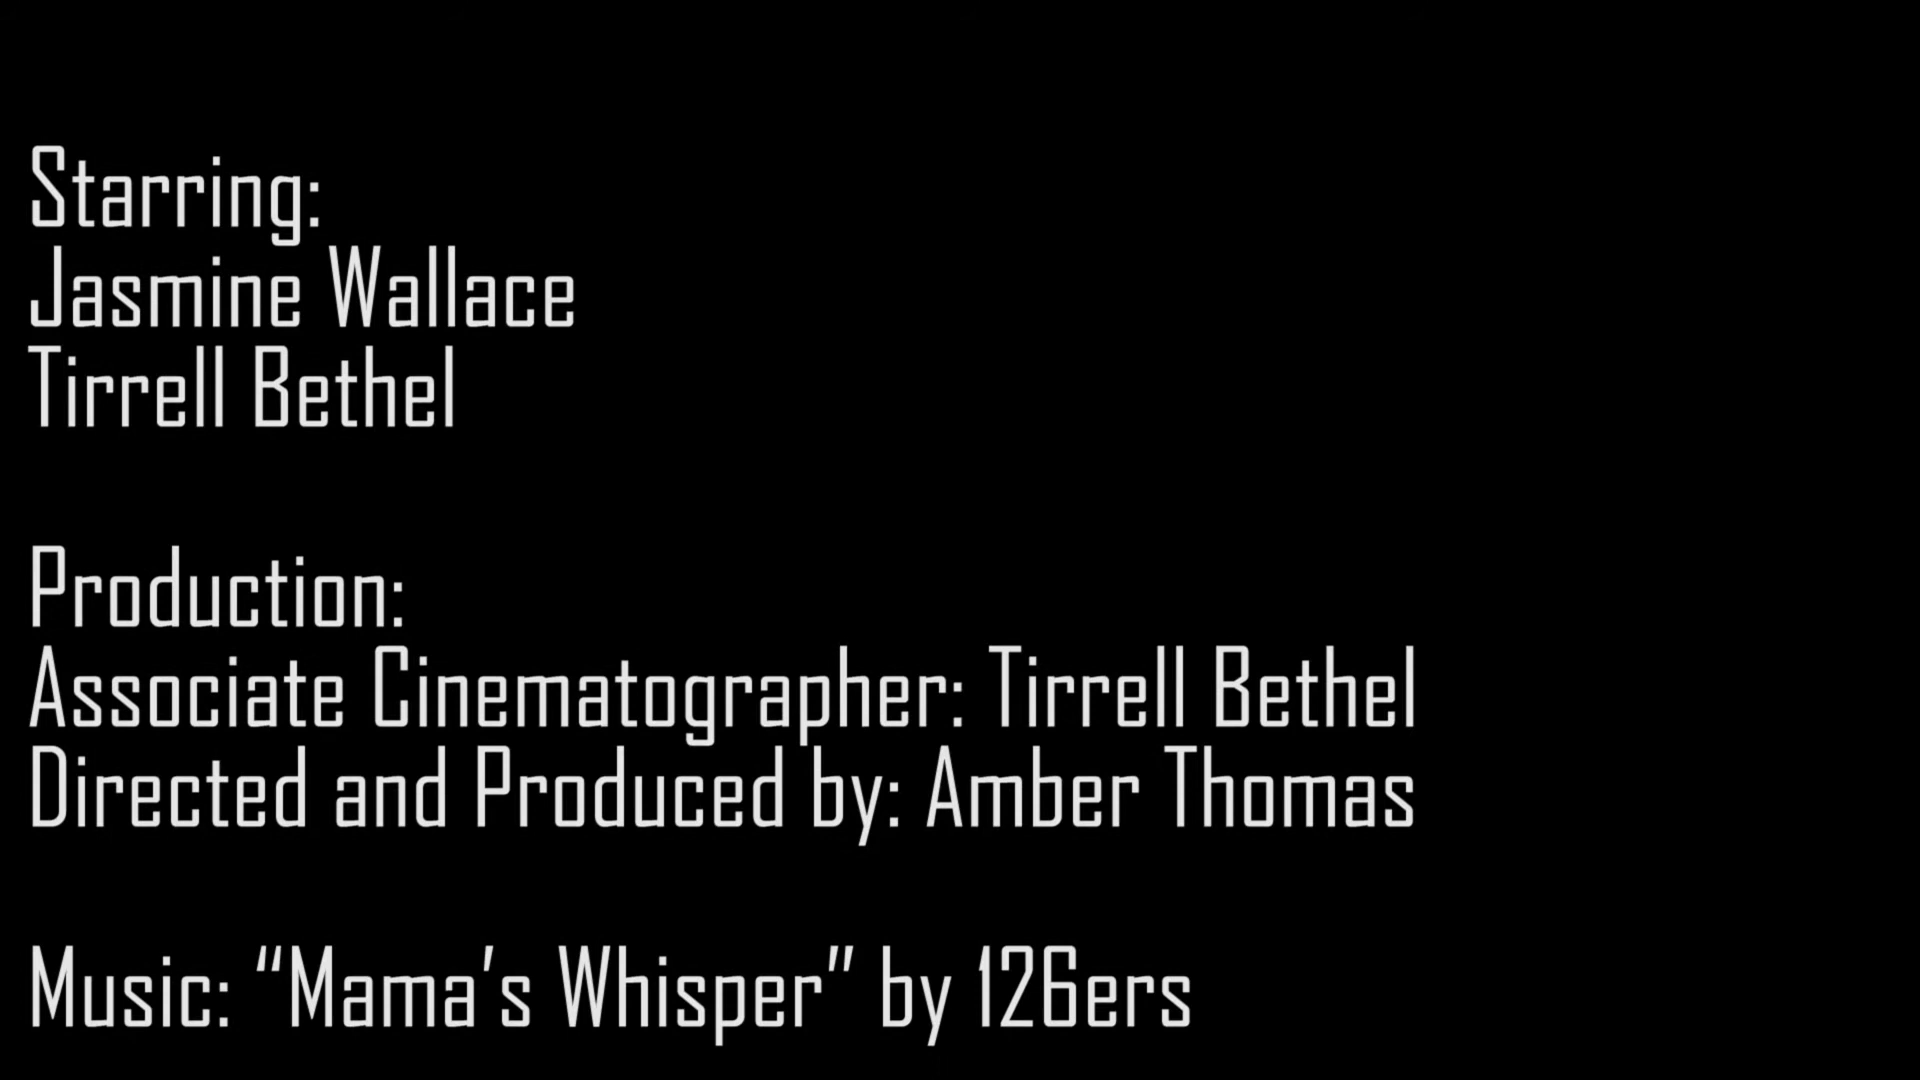 Starring:
Jasmine Wallace
Tirrell Bethel
Production:
Associate Cinematographer: Tirrell Bethel
Directed and Produced by: Amber Thomas
Music: “Mama’s Whisper” by 126ers